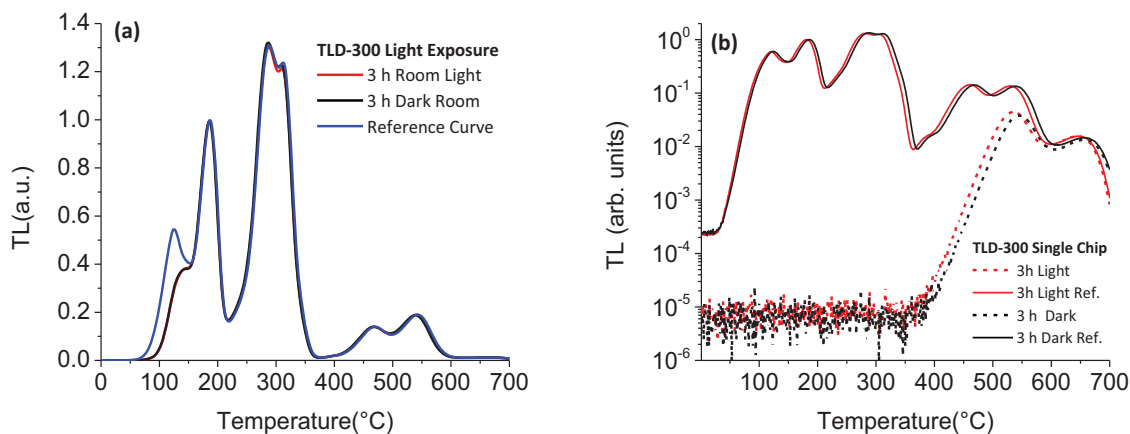 (a)
TLD-300 Light Exposure
3 h Room Light
3 h Dark Room
Reference Curve
TL(a.u.)
1.4
1.2
1.0
0.8
0.6
0.4
0.2
0.0
0 100 200 300 400 500 600 700
Temperature(°C)
(b)
TL (arb. units)
10⁰
10⁻¹
10⁻²
10⁻³
10⁻⁴
10⁻⁵
10⁻⁶
TLD-300 Single Chip
3h Light
3h Light Ref.
3 h Dark
3 h Dark Ref.
100 200 300 400 500 600 700
Temperature(°C)